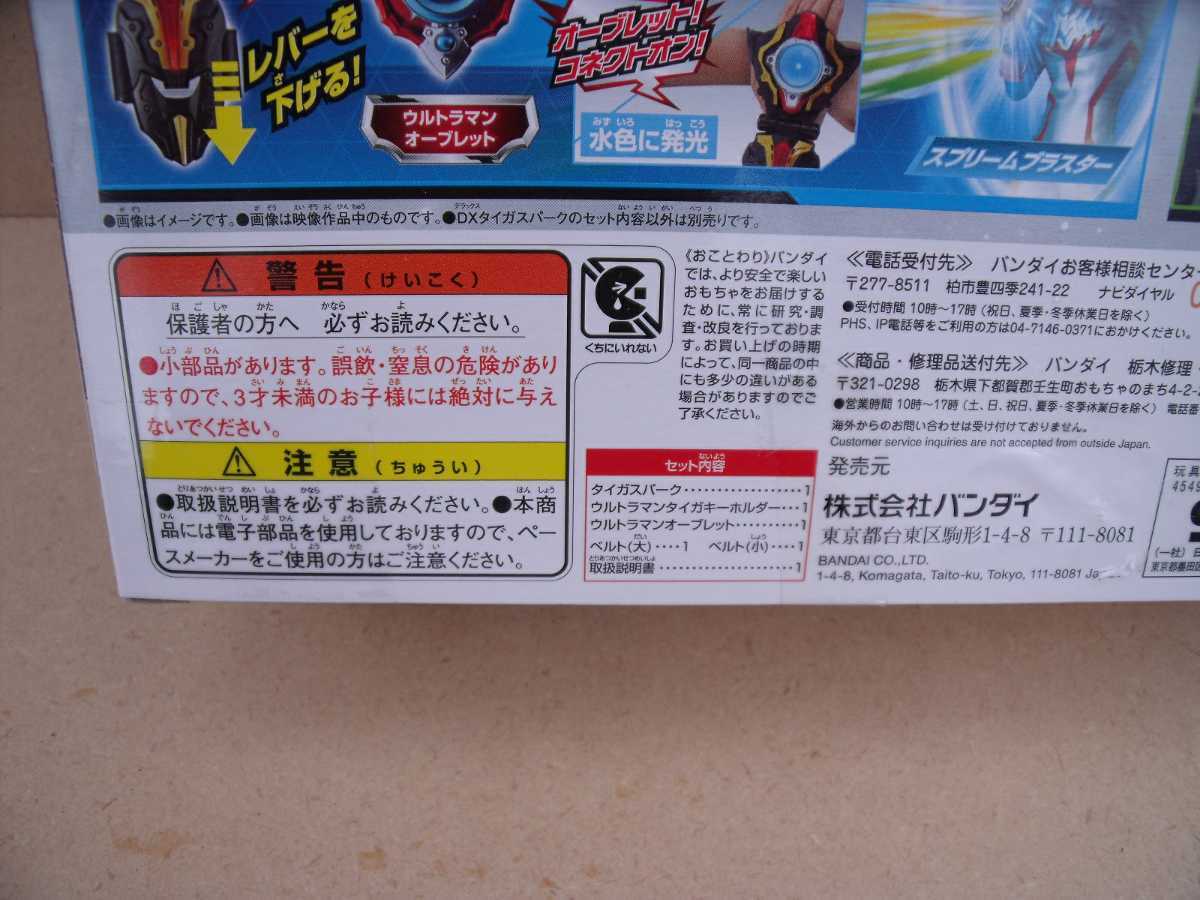 レバーを
下げる!
ウルトラマン
オーブレット
オーブレット!
コネクトオン!
水色に発光
スプリームブラスター
●画像はイメージです。●画像は映像作品中のものです。●DXタイガスパークのセット内容以外は別売りです。
警告(けいこく)
保護者の方へ 必ずお読みください。
●小部品があります。誤飲・窒息の危険があり
ますので、3才未満のお子様には絶対に与え
ないでください。
注意(ちゅうい)
●取扱説明書を必ずお読みください。●本商
品には電子部品を使用しておりますので、ペー
スメーカーをご使用の方はご注意ください。
くちにいれない
《おことわり》バンダイ
では、より安全で楽しい
おもちゃをお届けする
ために、常に研究・調
査・改良を行っておりま
す。お買い上げの時期
によって、同一商品の中
にも多少の違いがある
場合がありますのでご
了承ください。
セット内容
タイガスパーク‥‥‥‥‥1
ウルトラマンタイガキーホルダー‥‥1
ウルトラマンオーブレット‥‥‥‥1
ベルト(大)‥‥1 ベルト(小)‥‥1
取扱説明書‥‥‥‥‥‥1
《電話受付先》 バンダイお客様相談センター
〒277-8511 柏市豊四季241-22 ナビダイヤル
●受付時間 10時〜17時(祝日、夏季・冬季休業日を除く)
PHS、IP電話等をご利用の方は04-7146-0371におかけください。
《商品・修理品送付先》 バンダイ 栃木修理
〒321-0298 栃木県下都賀郡壬生町おもちゃのまち4-2-2
●営業時間 10時〜17時(土、日、祝日、夏季・冬季休業日を除く) 電話番
海外からのお問い合わせは受け付けておりません。
Customer service inquiries are not accepted from outside Japan.
発売元
株式会社バンダイ
東京都台東区駒形1-4-8 〒111-8081
BANDAI CO.,LTD.
1-4-8, Komagata, Taito-ku, Tokyo, 111-8081 Japan
玩具
4549
(一社)日
東京都墨田区